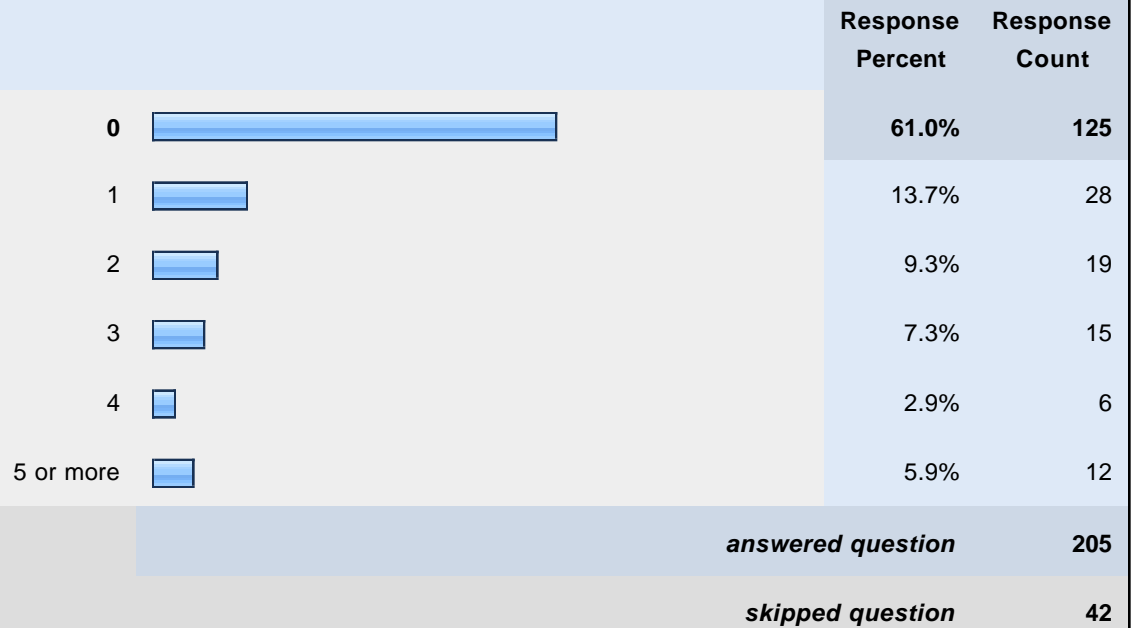 Response Response
Percent Count
0 61.0% 125
1 13.7% 28
2 9.3% 19
3 7.3% 15
4 2.9% 6
5 or more 5.9% 12
answered question 205
skipped question 42